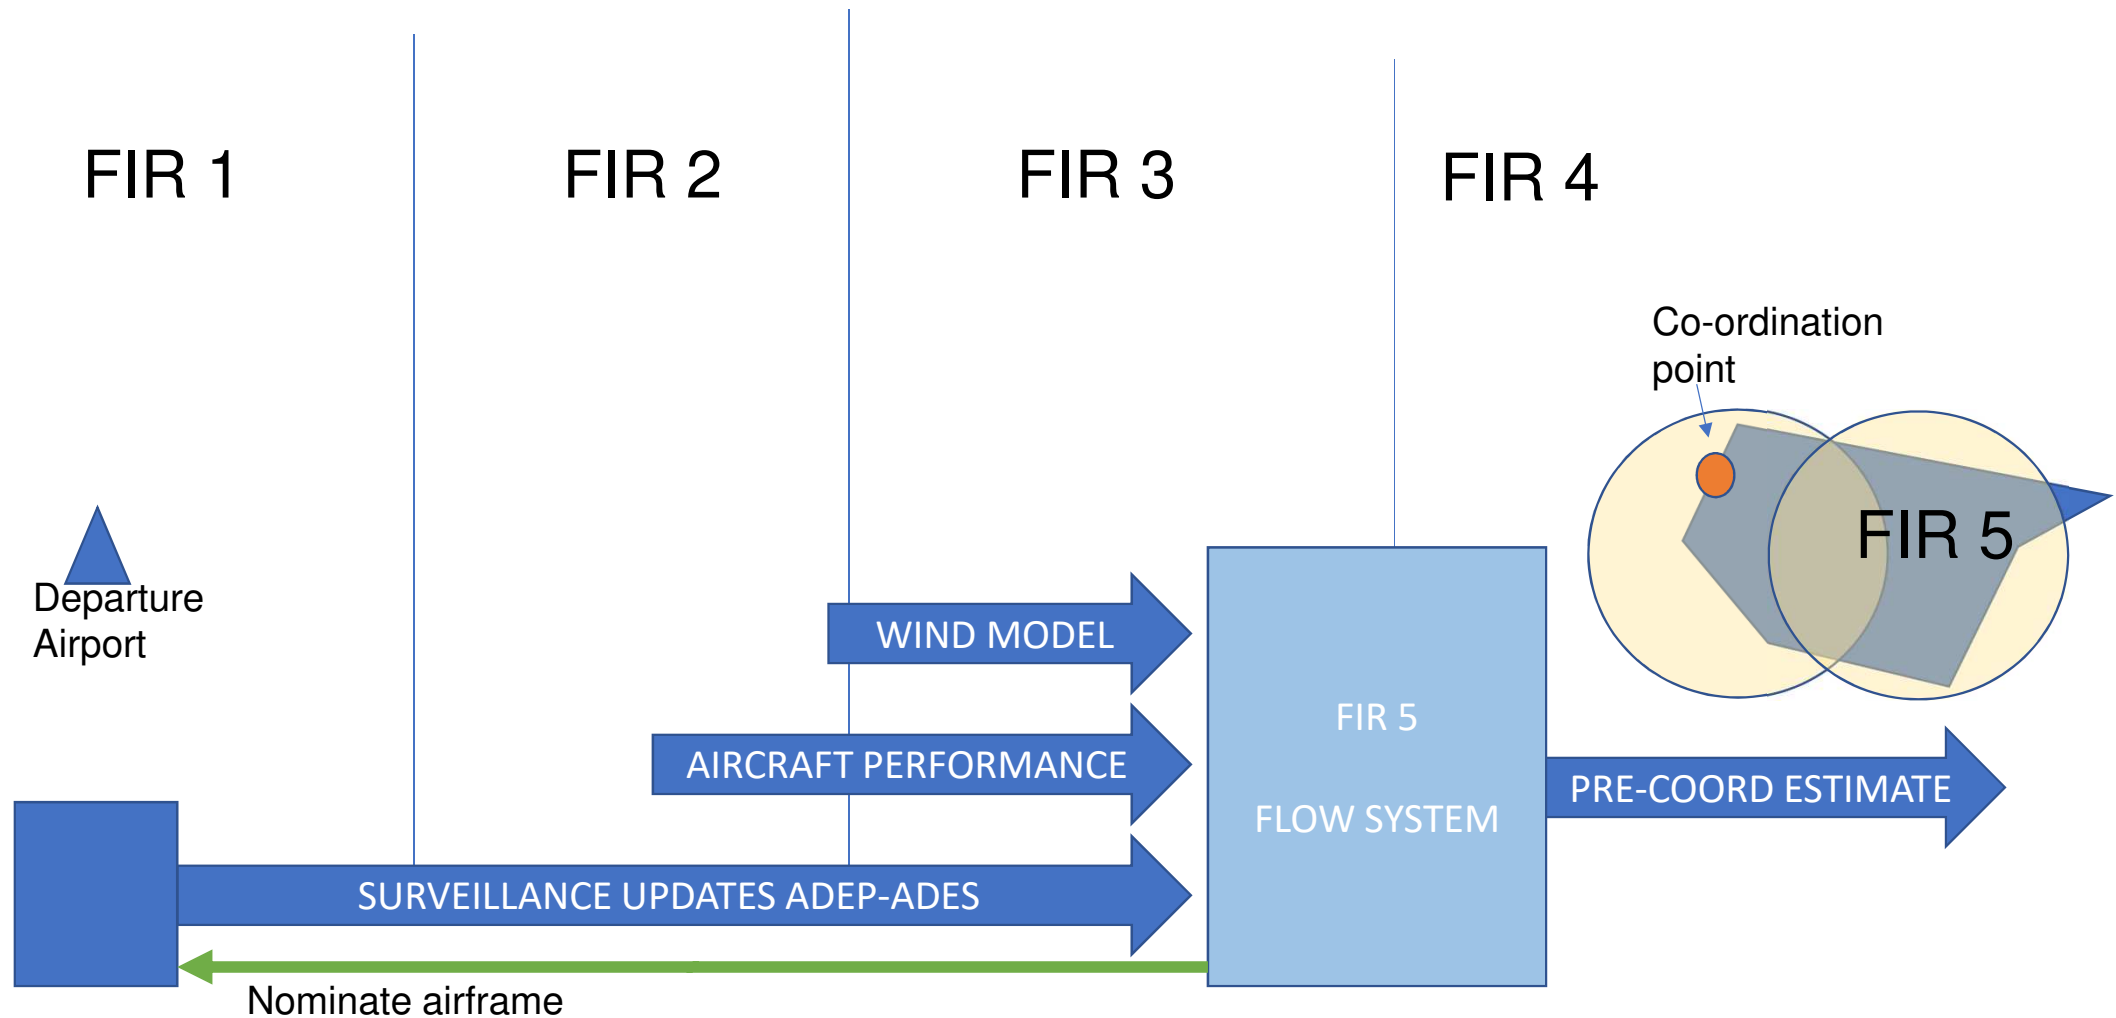 FIR 1
FIR 2
FIR 3
FIR 4
Co-ordination
point
FIR 5
Departure
Airport
WIND MODEL
AIRCRAFT PERFORMANCE
SURVEILLANCE UPDATES ADEP-ADES
FIR 5
FLOW SYSTEM
PRE-COORD ESTIMATE
Nominate airframe